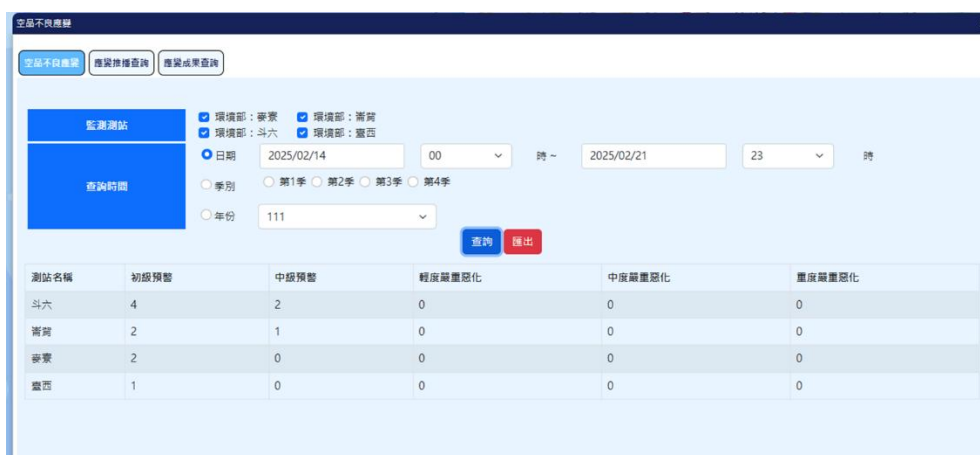 空品不良應變
空品不良應變 應變推播查詢 應變成果查詢
監測測站
環境部：麥寮 環境部：崙背
環境部：斗六 環境部：臺西
查詢時間
日期 2025/02/14 00 時~ 2025/02/21 23 時
季別 第1季 第2季 第3季 第4季
年份 111
查詢 匯出
測站名稱 初級預警 中級預警 輕度嚴重惡化 中度嚴重惡化 重度嚴重惡化
斗六 4 2 0 0 0
崙背 2 1 0 0 0
麥寮 2 0 0 0 0
臺西 1 0 0 0 0